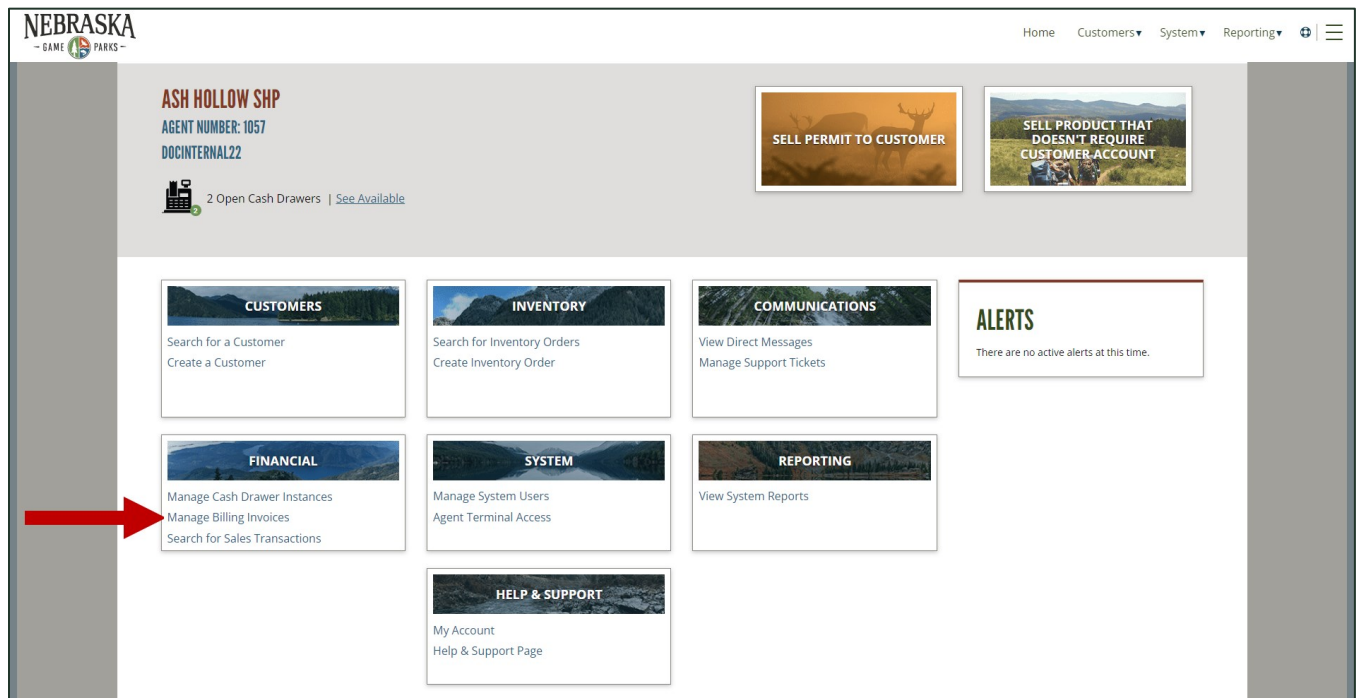 NEBRASKA
- GAME PARKS -
Home Customers▾ System▾ Reporting▾
ASH HOLLOW SHP
AGENT NUMBER: 1057
DOCINTERNAL22
2
2 Open Cash Drawers | See Available
SELL PERMIT TO CUSTOMER
SELL PRODUCT THAT
DOESN'T REQUIRE
CUSTOMER ACCOUNT
CUSTOMERS
Search for a Customer
Create a Customer
INVENTORY
Search for Inventory Orders
Create Inventory Order
COMMUNICATIONS
View Direct Messages
Manage Support Tickets
ALERTS
There are no active alerts at this time.
FINANCIAL
Manage Cash Drawer Instances
Manage Billing Invoices
Search for Sales Transactions
SYSTEM
Manage System Users
Agent Terminal Access
REPORTING
View System Reports
HELP & SUPPORT
My Account
Help & Support Page